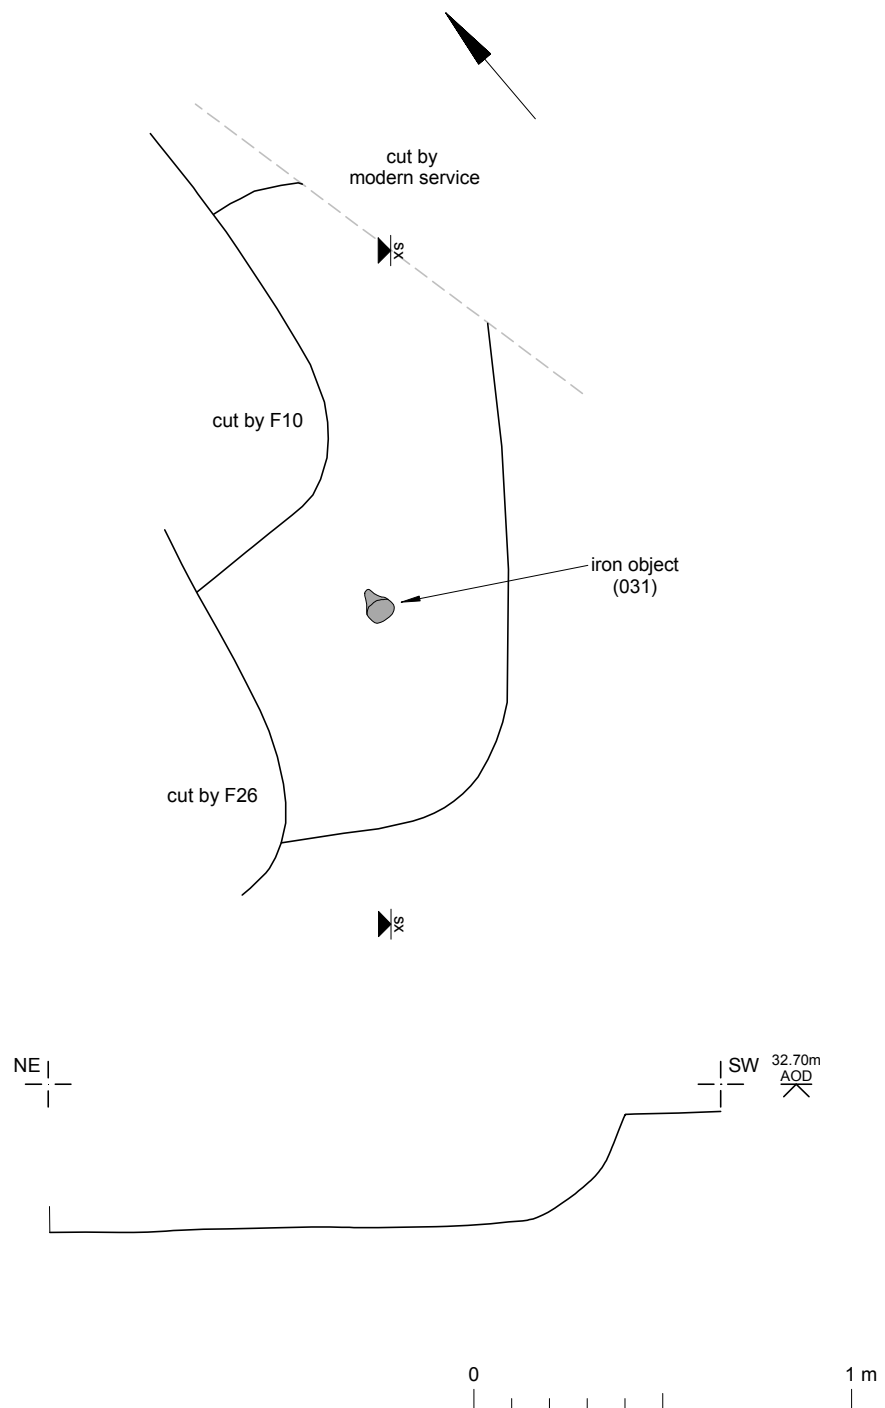 cut by
modern service
sx
cut by F10
iron object
(031)
cut by F26
sx
NE
SW
32.70m
AOD
0
1 m